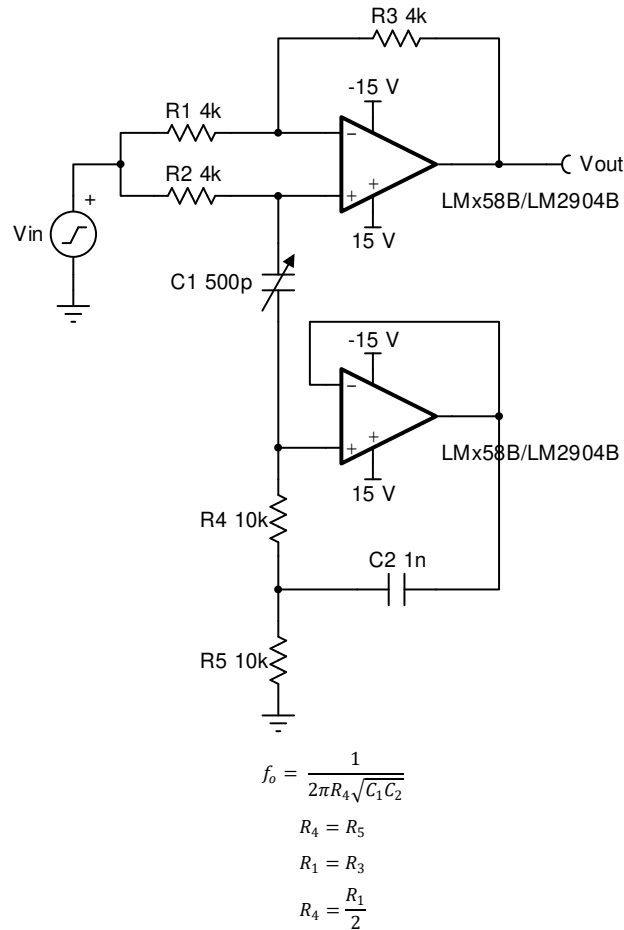 R3 4k
-15 V
R1 4k
−
R2 4k
+
+
Vout
LMx58B/LM2904B
15 V
+
Vin
C1 500p
-15 V
−
+
+
LMx58B/LM2904B
15 V
R4 10k
C2 1n
R5 10k
f_o = 1 / (2πR_4√(C_1C_2))
R_4 = R_5
R_1 = R_3
R_4 = R_1 / 2